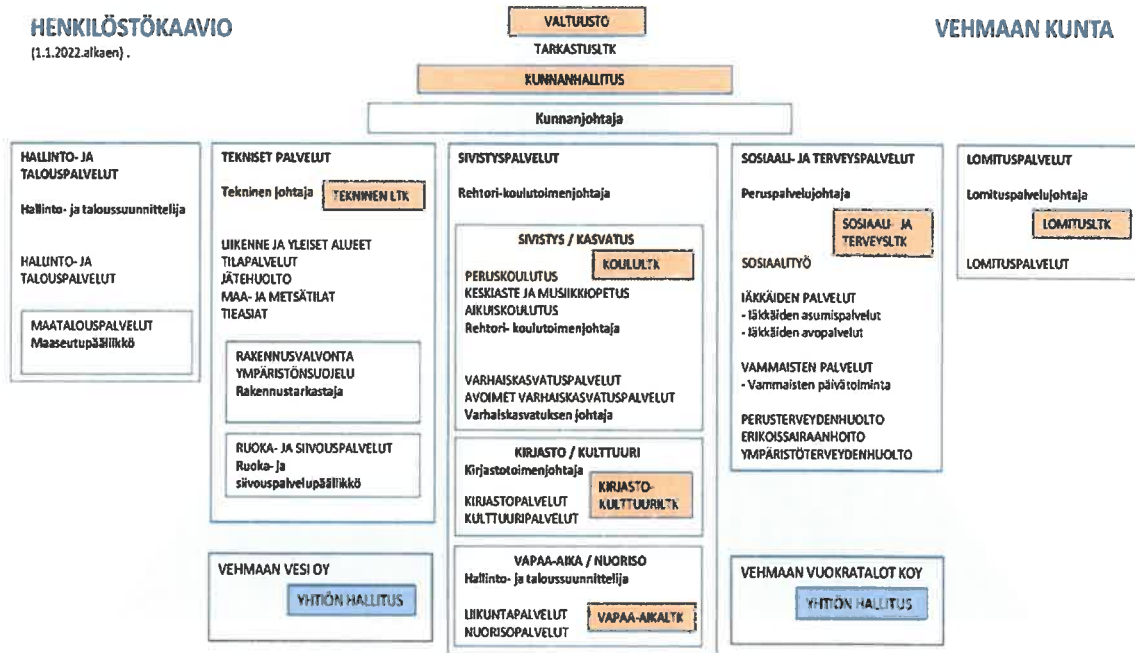 HENKILÖSTÖKAAVIO
(1.1.2022.alkaen) .
VALTUUSTO
TARKASTUSLTK
VEHMAAN KUNTA
KUNNANHALLITUS
Kunnanjohtaja
HALLINTO- JA
TALOUSPALVELUT
Hallinto- ja taloussuunnittelija
HALLINTO- JA
TALOUSPALVELUT
MAATALOUSPALVELUT
Maaseutupäällikkö
TEKNISET PALVELUT
Tekninen johtaja
TEKNINEN LTK
LIIKENNE JA YLEISET ALUEET
TILAPALVELUT
JÄTEHUOLTO
MAA- JA METSÄTILAT
TIEASIAT
RAKENNUSVALVONTA
YMPÄRISTÖNSUOJELU
Rakennustarkastaja
RUOKA- JA SIIVOUSPALVELUT
Ruoka- ja
siivouspalvelupäällikkö
VEHMAAN VESI OY
YHTIÖN HALLITUS
SIVISTYSPALVELUT
Rehtori-koulutoimenjohtaja
SIVISTYS / KASVATUS
KOULULTK
PERUSKOULUTUS
KESKIASTE JA MUSIIKKIOPETUS
AIKUISKOULUTUS
Rehtori- koulutoimenjohtaja
VARHAISKASVATUSPALVELUT
AVOIMET VARHAISKASVATUSPALVELUT
Varhaiskasvatuksen johtaja
KIRJASTO / KULTTUURI
Kirjastotoimenjohtaja
KIRJASTO-
KULTTUURILTK
KIRJASTOPALVELUT
KULTTUURIPALVELUT
VAPAA-AIKA / NUORISO
Hallinto- ja taloussuunnittelija
LIIKUNTAPALVELUT
NUORISOPALVELUT
VAPAA-AIKALTK
SOSIAALI- JA TERVEYSPALVELUT
Peruspalvelujohtaja
SOSIAALI- JA
TERVEYSLTK
SOSIAALITYÖ
IÄKKÄIDEN PALVELUT
- Iäkkäiden asumispalvelut
- Iäkkäiden avopalvelut
VAMMAISTEN PALVELUT
- Vammaisten päivätoiminta
PERUSTERVEYDENHUOLTO
ERIKOISSAIRAANHOITO
YMPÄRISTÖTERVEYDENHUOLTO
VEHMAAN VUOKRATALOT KOY
YHTIÖN HALLITUS
LOMITUSPALVELUT
Lomituspalvelujohtaja
LOMITUSLTK
LOMITUSPALVELUT